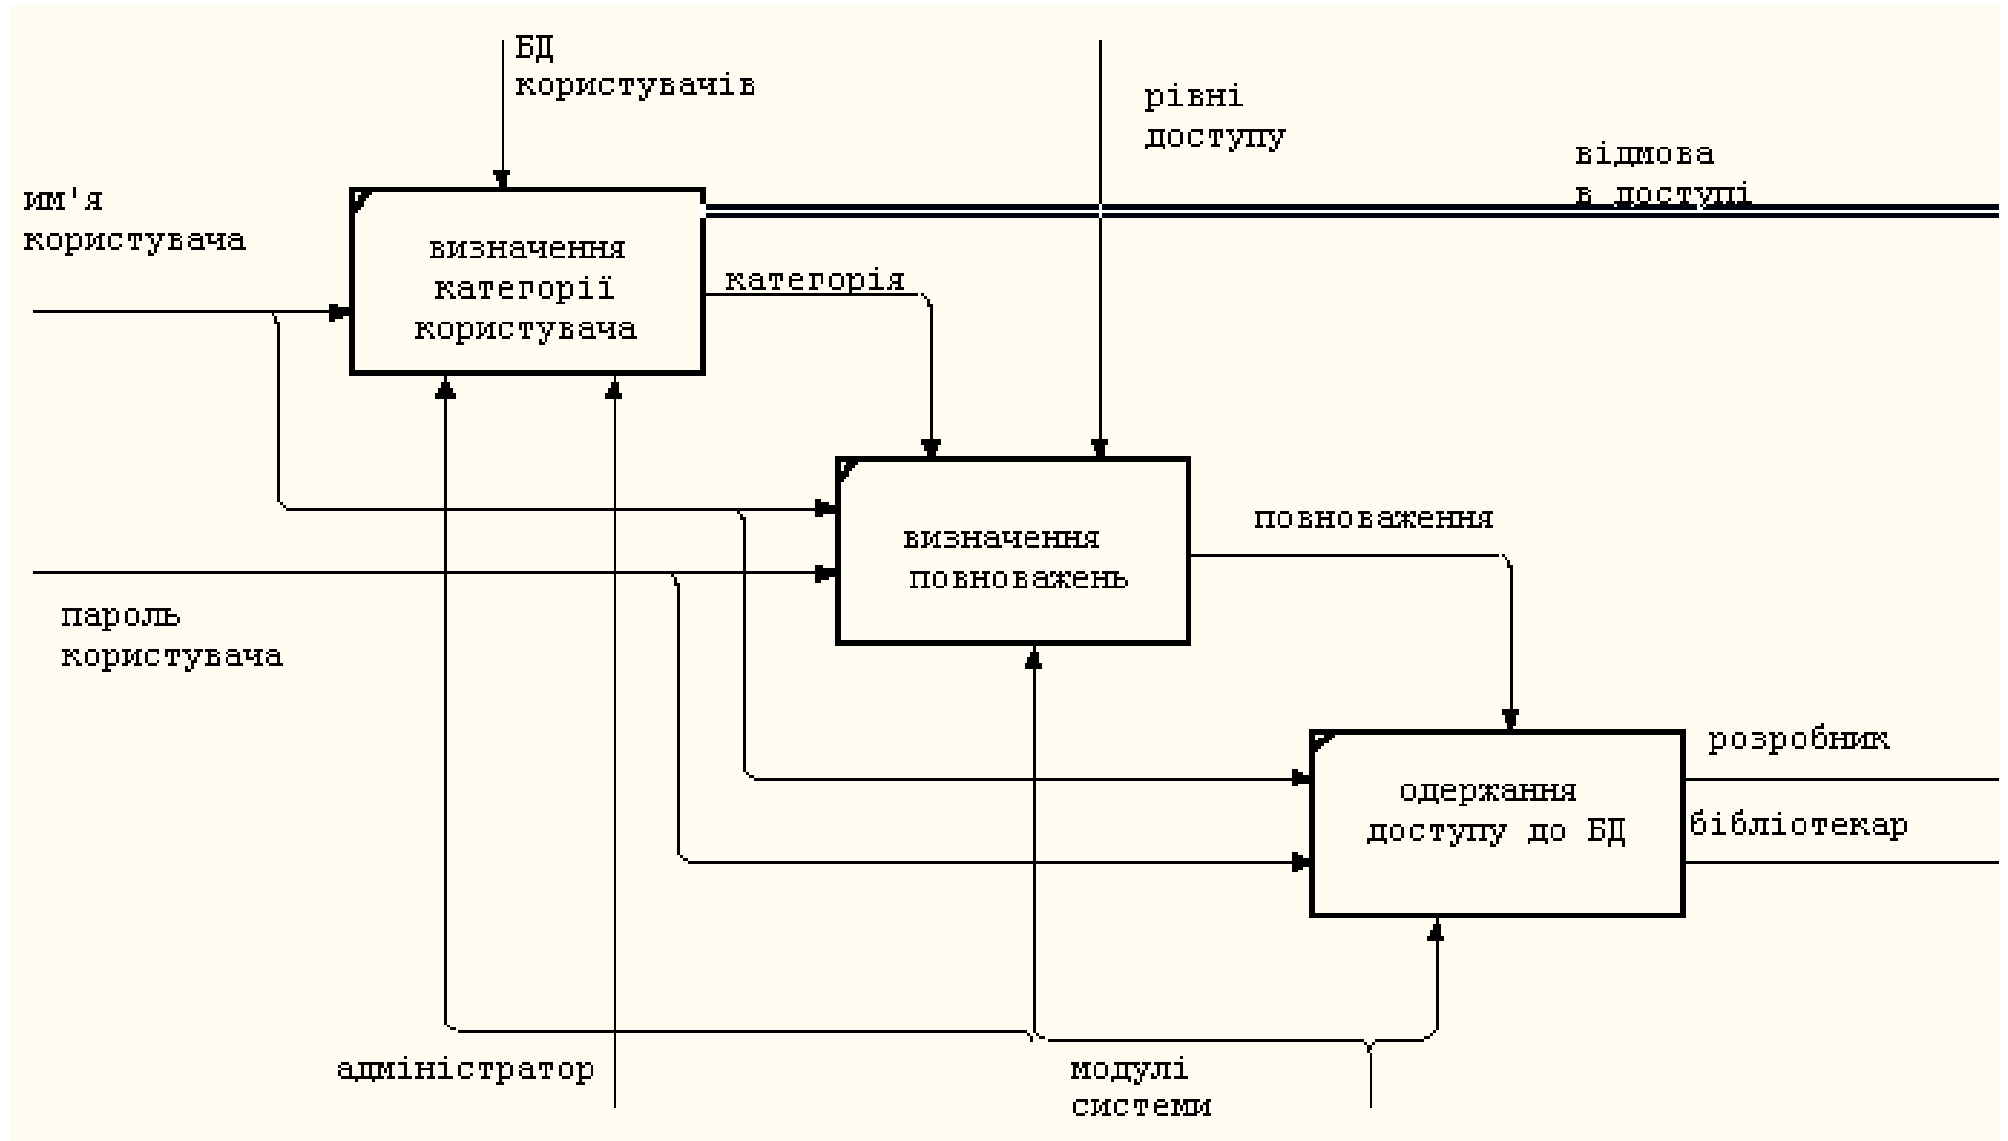 БД
користувачів
рівні
доступу
відмова
в доступі
им'я
користувача
визначення
категорії
користувача
категорія
визначення
повноважень
повноваження
пароль
користувача
розробник
одержання
доступу до БД
бібліотекар
адміністратор
модулі
системи